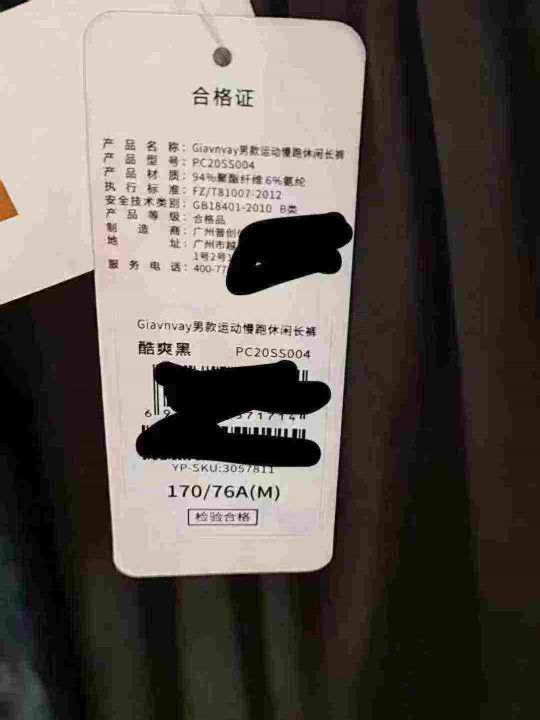 合格证
产品名称：Giavnvay男款运动慢跑休闲长裤
产品型号：PC20SS004
产品材质：94%聚酯纤维 6%氨纶
执行标准：FZ/T81007-2012
安全技术类别：GB18401-2010 B类
产品等级：合格品
制造商：广州普创
地址：广州市越
1号2号
服务电话：400-77
Giavnvay男款运动慢跑休闲长裤
酷爽黑 PC20SS004
6 9 571714
YP-SKU:3057811
170/76A(M)
检验合格